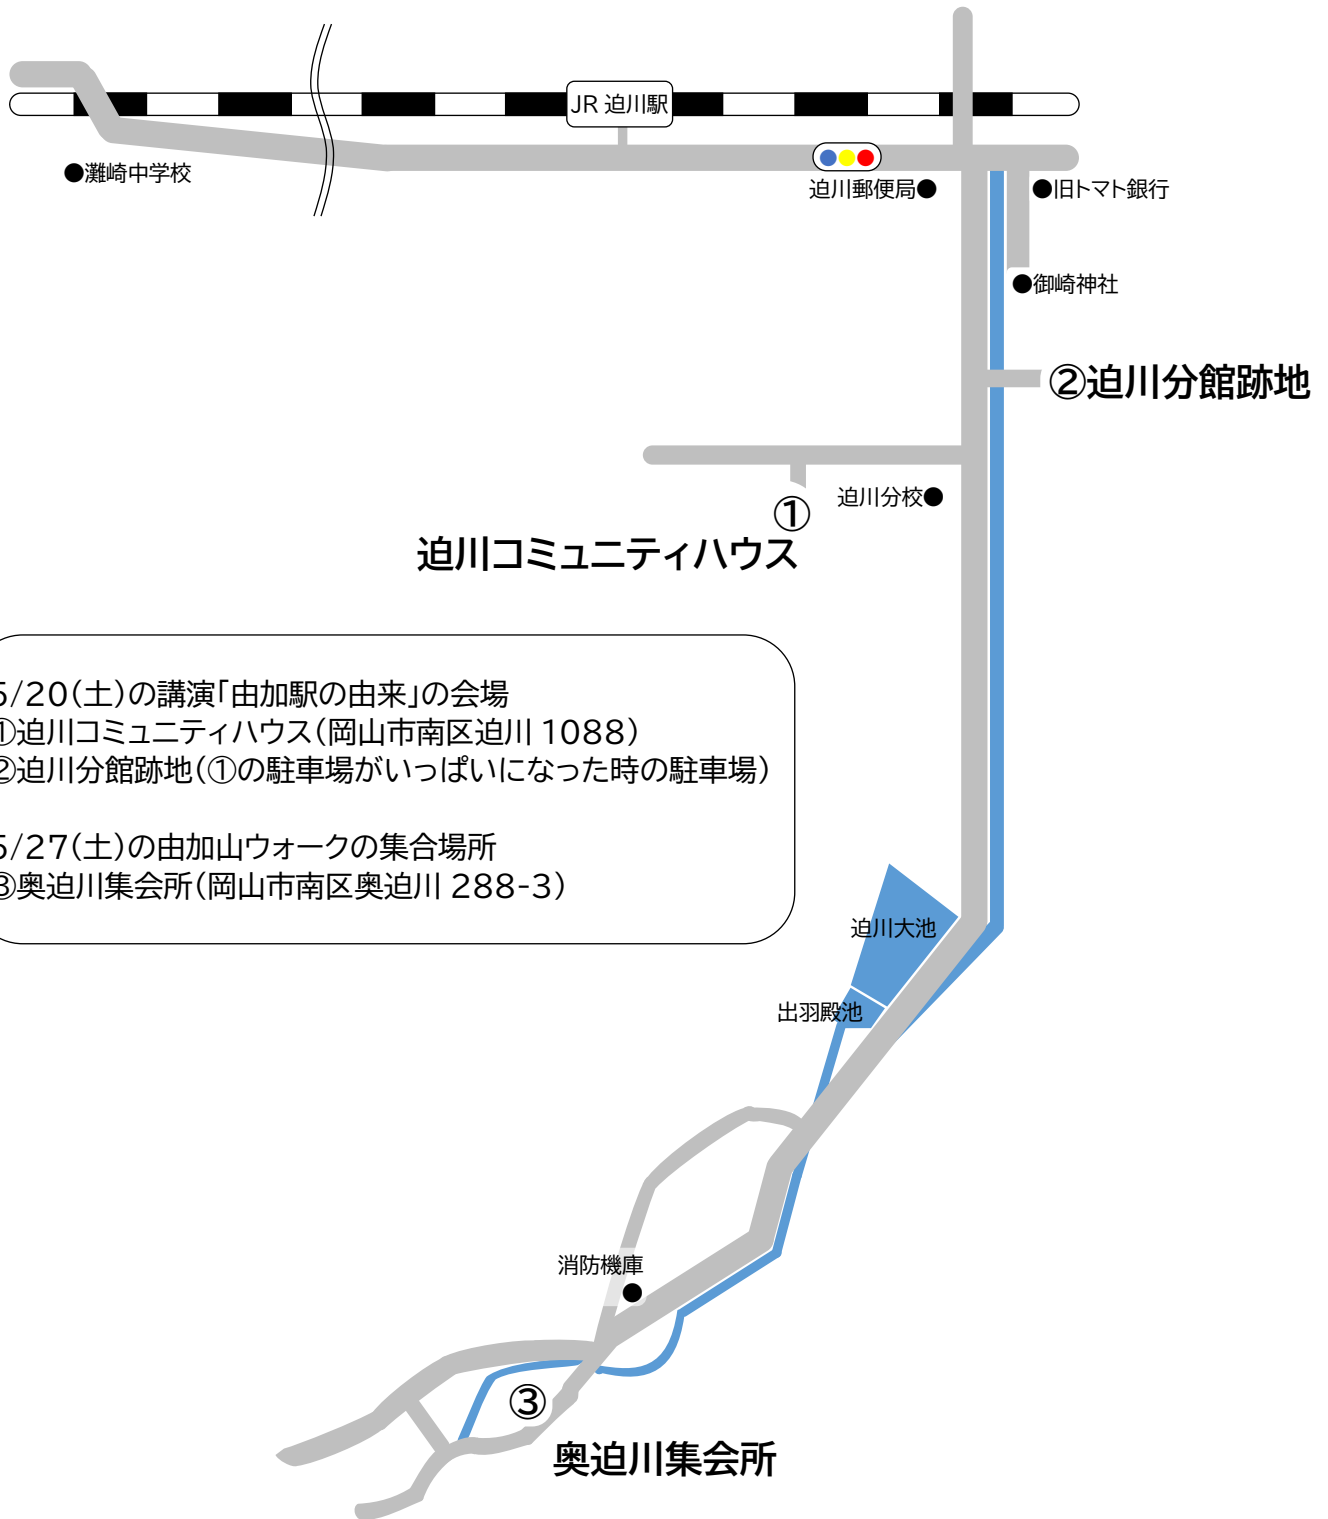 JR 迫川駅
●灘崎中学校
迫川郵便局●
●旧トマト銀行
●御崎神社
②迫川分館跡地
①
迫川分校●
迫川コミュニティハウス
5/20(土)の講演「由加駅の由来」の会場
①迫川コミュニティハウス(岡山市南区迫川 1088)
②迫川分館跡地(①の駐車場がいっぱいになった時の駐車場)
5/27(土)の由加山ウォークの集合場所
③奥迫川集会所(岡山市南区奥迫川 288-3)
迫川大池
出羽殿池
消防機庫
●
③
奥迫川集会所